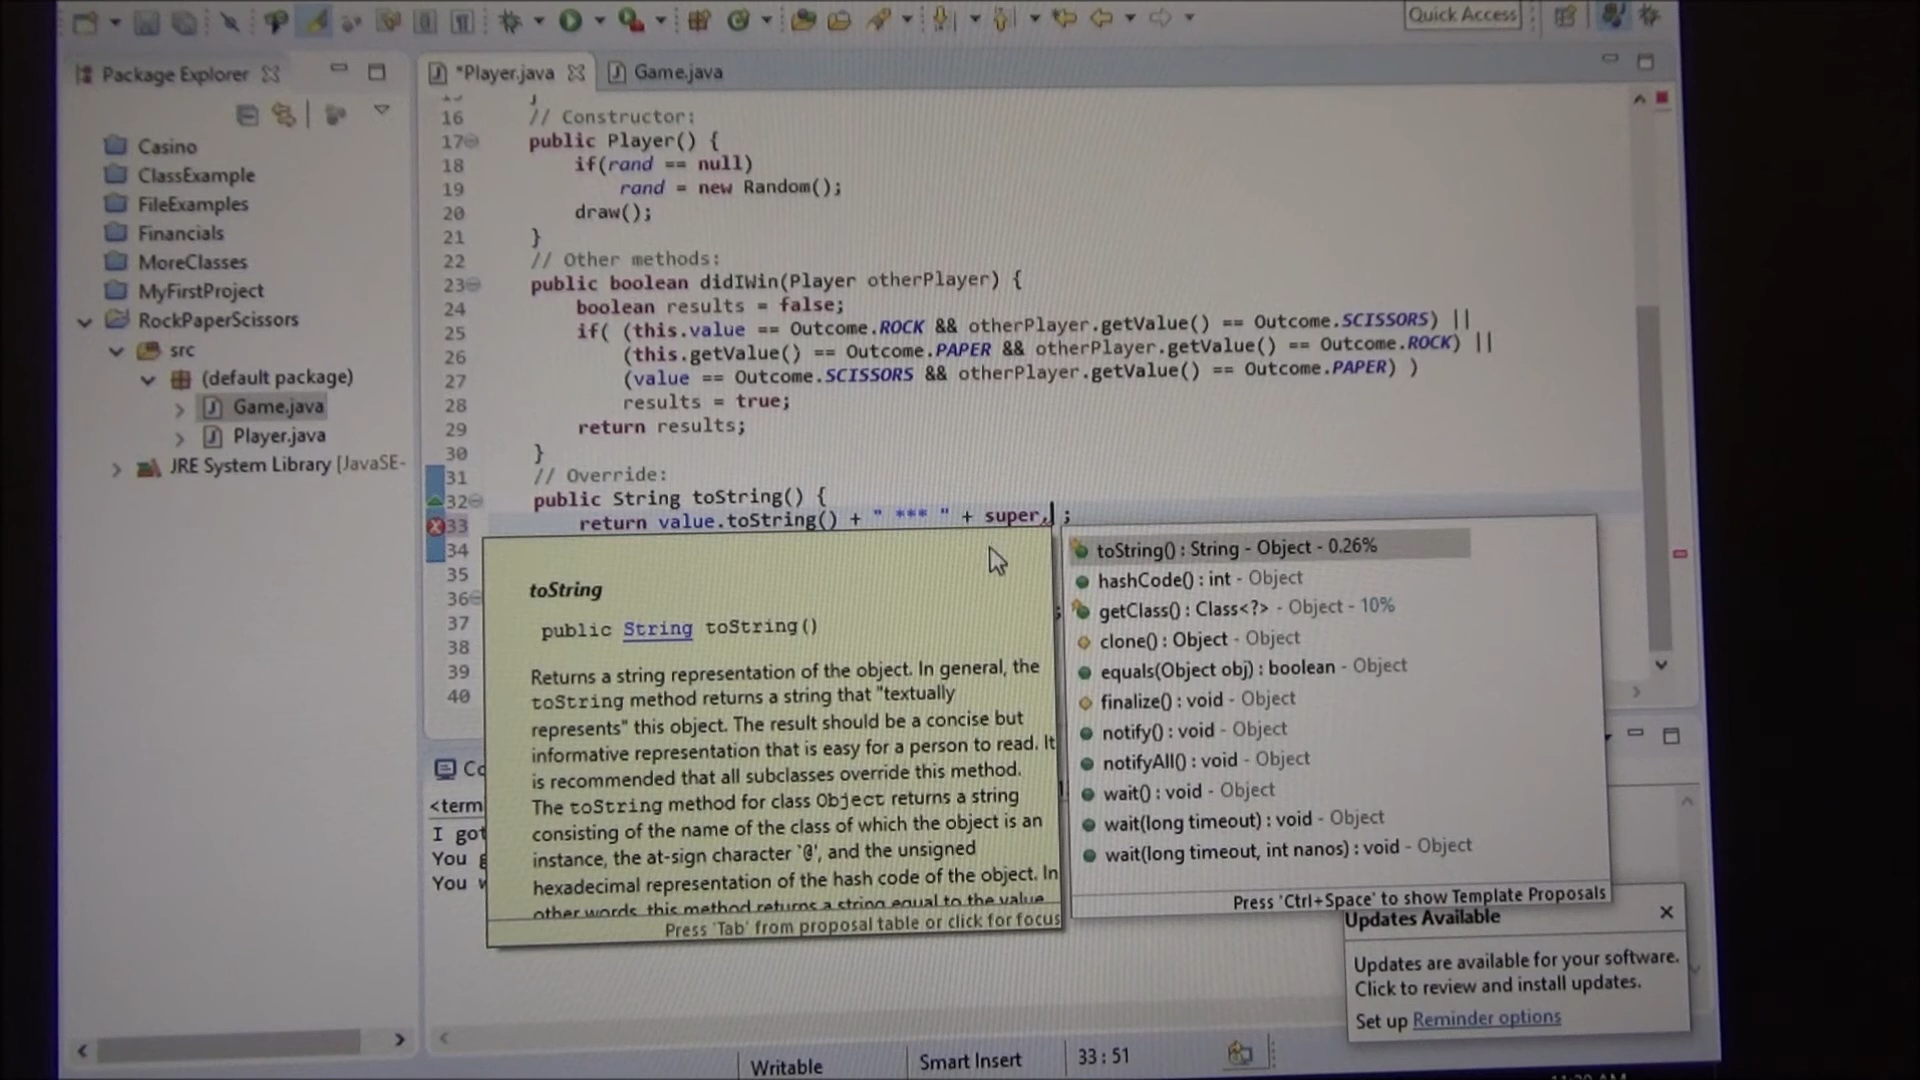 Quick Access
Package Explorer
*Player.java
Game.java
Casino
ClassExample
FileExamples
Financials
MoreClasses
MyFirstProject
RockPaperScissors
src
(default package)
Game.java
Player.java
JRE System Library [JavaSE-
16 // Constructor:
17 public Player() {
18 if(rand == null)
19 rand = new Random();
20 draw();
21 }
22 // Other methods:
23 public boolean didIWin(Player otherPlayer) {
24 boolean results = false;
25 if( (this.value == Outcome.ROCK && otherPlayer.getValue() == Outcome.SCISSORS) ||
26 (this.getValue() == Outcome.PAPER && otherPlayer.getValue() == Outcome.ROCK) ||
27 (value == Outcome.SCISSORS && otherPlayer.getValue() == Outcome.PAPER) )
28 results = true;
29 return results;
30 }
31 // Override:
32 public String toString() {
33 return value.toString() + " *** " + super. ;
34
35
36
37
38
39
40
toString
public String toString()
Returns a string representation of the object. In general, the
toString method returns a string that "textually
represents" this object. The result should be a concise but
informative representation that is easy for a person to read. It
is recommended that all subclasses override this method.
The toString method for class Object returns a string
consisting of the name of the class of which the object is an
instance, the at-sign character `@', and the unsigned
hexadecimal representation of the hash code of the object. In
other words, this method returns a string equal to the value
Press 'Tab' from proposal table or click for focus
toString() : String - Object - 0.26%
hashCode() : int - Object
getClass() : Class<?> - Object - 10%
clone() : Object - Object
equals(Object obj) : boolean - Object
finalize() : void - Object
notify() : void - Object
notifyAll() : void - Object
wait() : void - Object
wait(long timeout) : void - Object
wait(long timeout, int nanos) : void - Object
Press 'Ctrl+Space' to show Template Proposals
Co
<term
I got
You g
You w
Updates Available
Updates are available for your software.
Click to review and install updates.
Set up Reminder options
Writable
Smart Insert
33 : 51